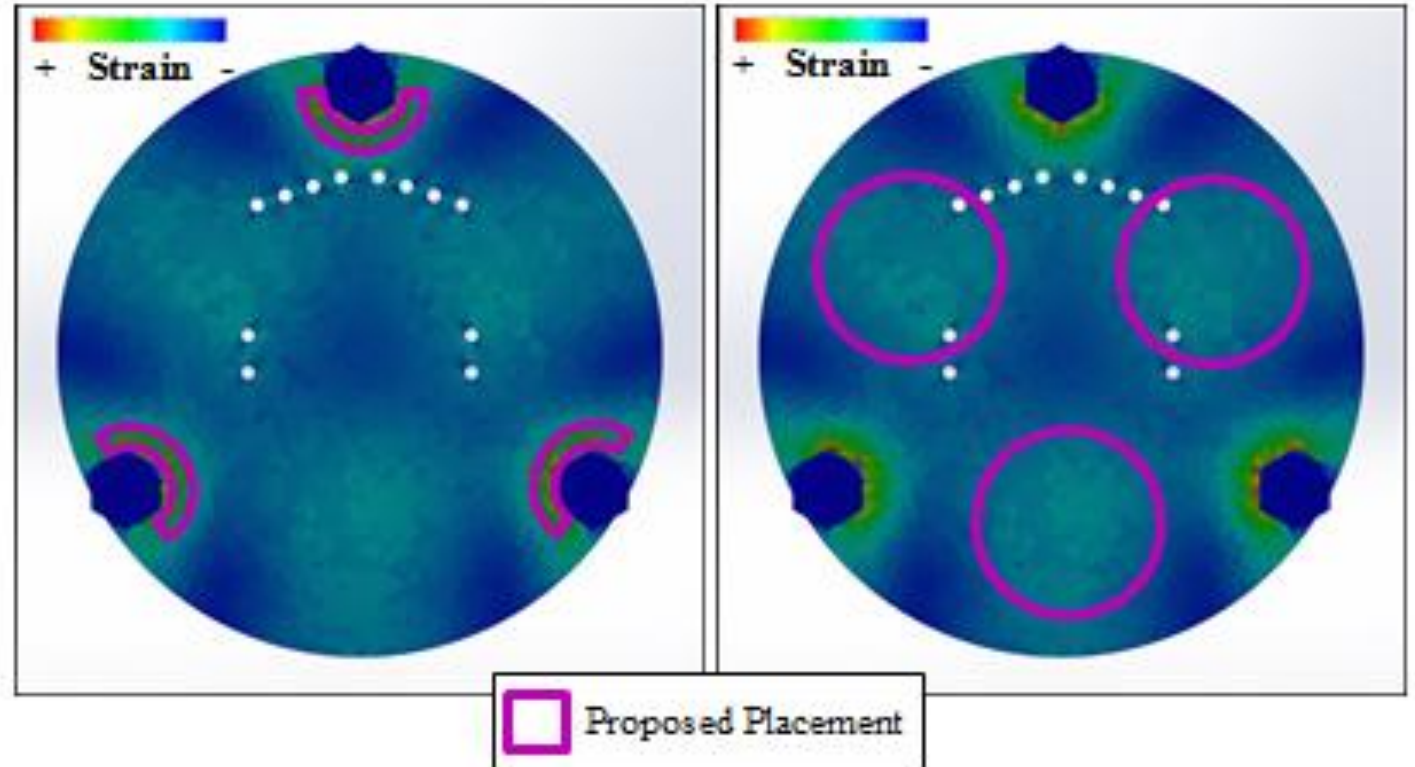 + Strain -
+ Strain -
Proposed Placement